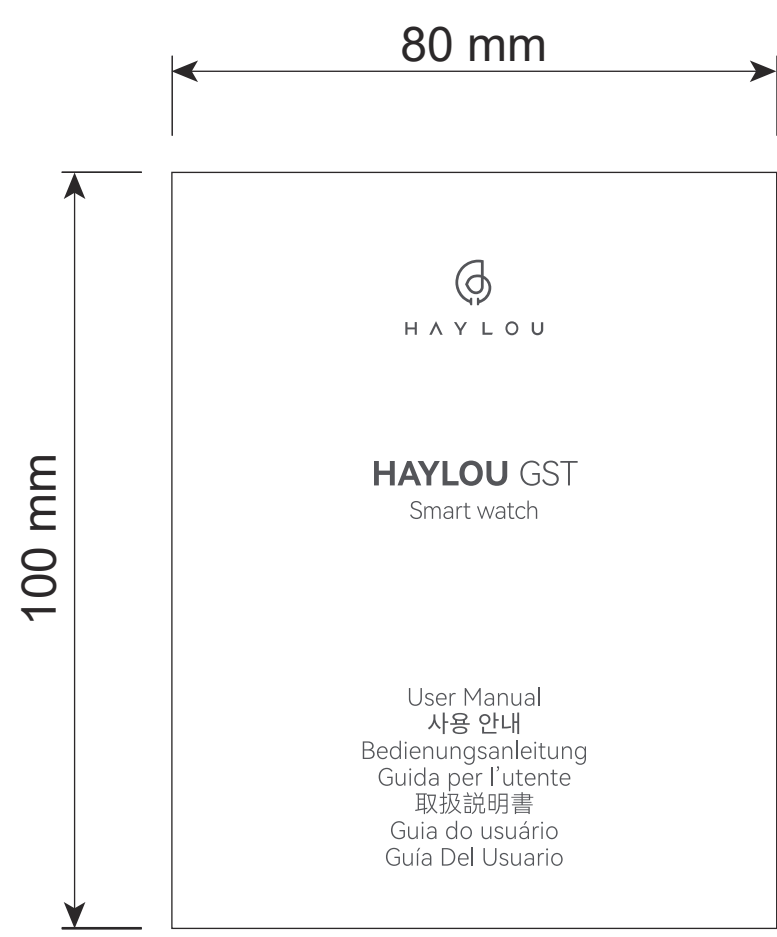 80 mm
100 mm
HAYLOU
HAYLOU GST
Smart watch
User Manual
사용 안내
Bedienungsanleitung
Guida per l'utente
取扱説明書
Guia do usuário
Guía Del Usuario